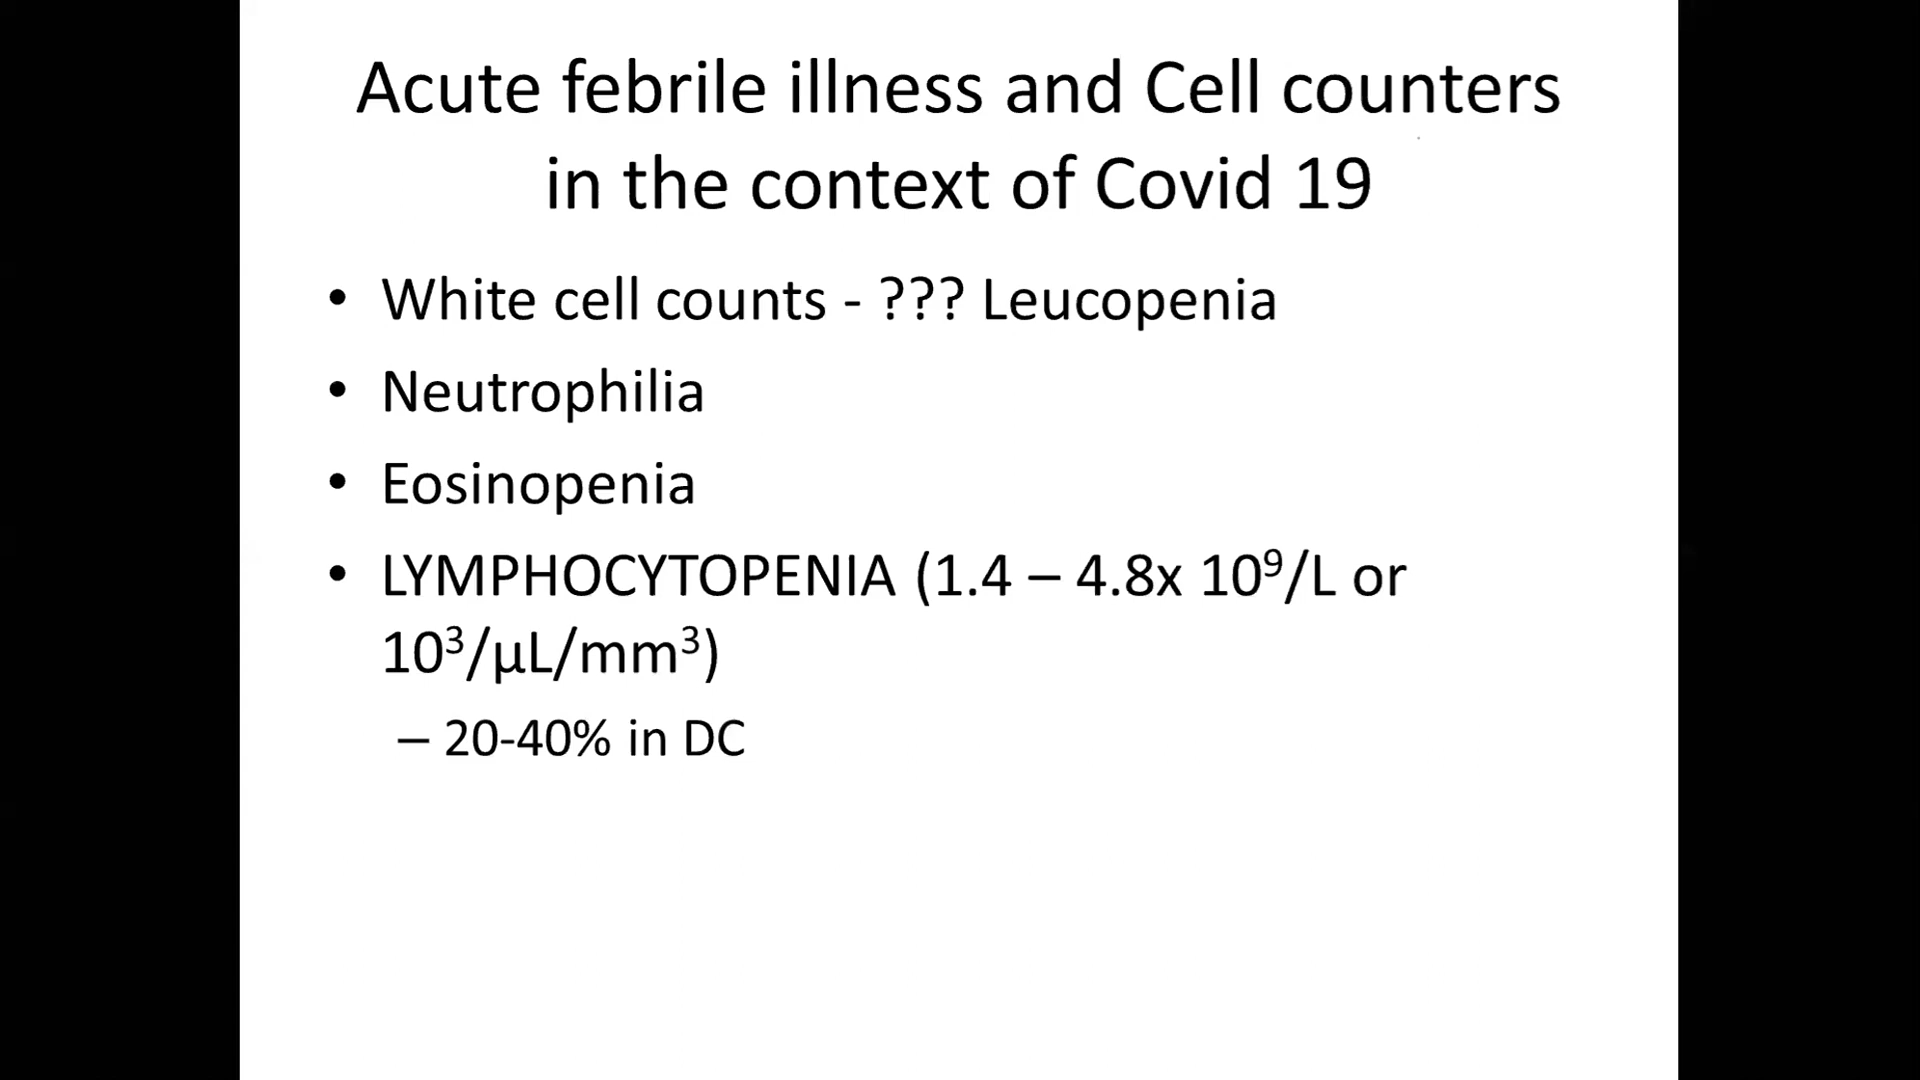 Acute febrile illness and Cell counters
in the context of Covid 19
• White cell counts - ??? Leucopenia
• Neutrophilia
• Eosinopenia
• LYMPHOCYTOPENIA (1.4 – 4.8x 10⁹/L or
10³/µL/mm³)
– 20-40% in DC